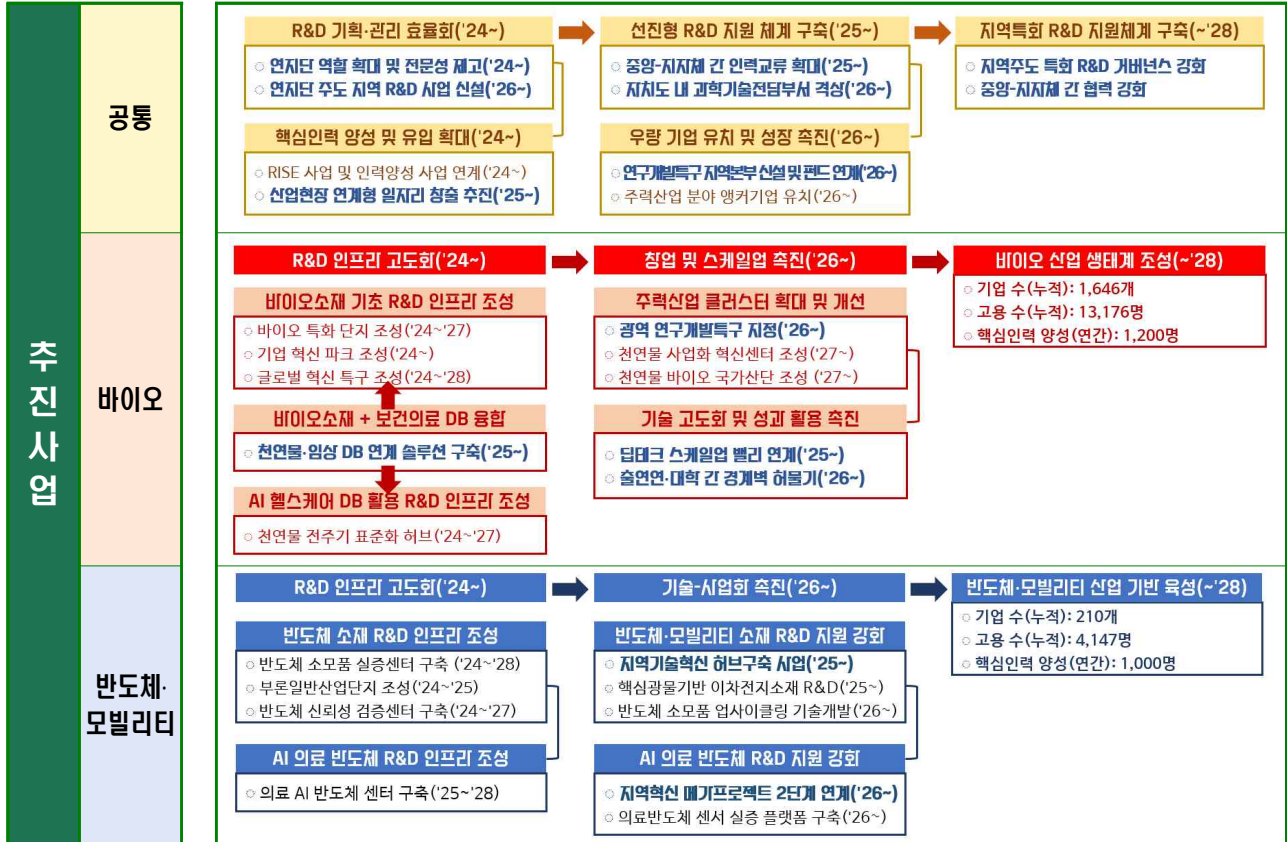 추진사업
공통
R&D 기획·관리 효율화('24~)
○ 연지단 역할 확대 및 전문성 제고('24~)
○ 연지단 주도 지역 R&D 사업 신설('26~)
핵심인력 양성 및 유입 확대('24~)
○ RISE 사업 및 인력양성 사업 연계('24~)
○ 산업현장 연계형 일자리 창출 추진('25~)
선진형 R&D 지원 체계 구축('25~)
○ 중앙-지자체 간 인력교류 확대('25~)
○ 자치도 내 과학기술전담부서 격상('26~)
우량 기업 유치 및 성장 촉진('26~)
○ 연구개발특구 지역본부 신설 및 펀드 연계('26~)
○ 주력산업 분야 앵커기업 유치('26~)
지역특화 R&D 지원체계 구축(~'28)
○ 지역주도 특화 R&D 거버넌스 강화
○ 중앙-지자체 간 협력 강화
바이오
R&D 인프라 고도화('24~)
바이오소재 기초 R&D 인프라 조성
○ 바이오 특화 단지 조성('24~'27)
○ 기업 혁신 파크 조성('24~)
○ 글로벌 혁신 특구 조성('24~'28)
바이오소재 + 보건의료 DB 융합
○ 천연물·임상 DB 연계 솔루션 구축('25~)
AI 헬스케어 DB 활용 R&D 인프라 조성
○ 천연물 전주기 표준화 허브('24~'27)
창업 및 스케일업 촉진('26~)
주력산업 클러스터 확대 및 개선
○ 광역 연구개발특구 지정('26~)
○ 천연물 사업화 혁신센터 조성('27~)
○ 천연물 바이오 국가산단 조성 ('27~)
기술 고도화 및 성과 활용 촉진
○ 딥테크 스케일업 밸리 연계('25~)
○ 출연연·대학 간 경계벽 허물기('26~)
바이오 산업 생태계 조성(~'28)
○ 기업 수(누적): 1,646개
○ 고용 수(누적): 13,176명
○ 핵심인력 양성(연간): 1,200명
반도체·
모빌리티
R&D 인프라 고도화('24~)
반도체 소재 R&D 인프라 조성
○ 반도체 소모품 실증센터 구축 ('24~'28)
○ 부론일반산업단지 조성('24~'25)
○ 반도체 신뢰성 검증센터 구축('24~'27)
AI 의료 반도체 R&D 인프라 조성
○ 의료 AI 반도체 센터 구축('25~'28)
기술-사업화 촉진('26~)
반도체·모빌리티 소재 R&D 지원 강화
○ 지역기술혁신 허브구축 사업('25~)
○ 핵심광물기반 이차전지소재 R&D('25~)
○ 반도체 소모품 업사이클링 기술개발('26~)
AI 의료 반도체 R&D 지원 강화
○ 지역혁신 메가프로젝트 2단계 연계('26~)
○ 의료반도체 센서 실증 플랫폼 구축('26~)
반도체·모빌리티 산업 기반 육성(~'28)
○ 기업 수(누적): 210개
○ 고용 수(누적): 4,147명
○ 핵심인력 양성(연간): 1,000명